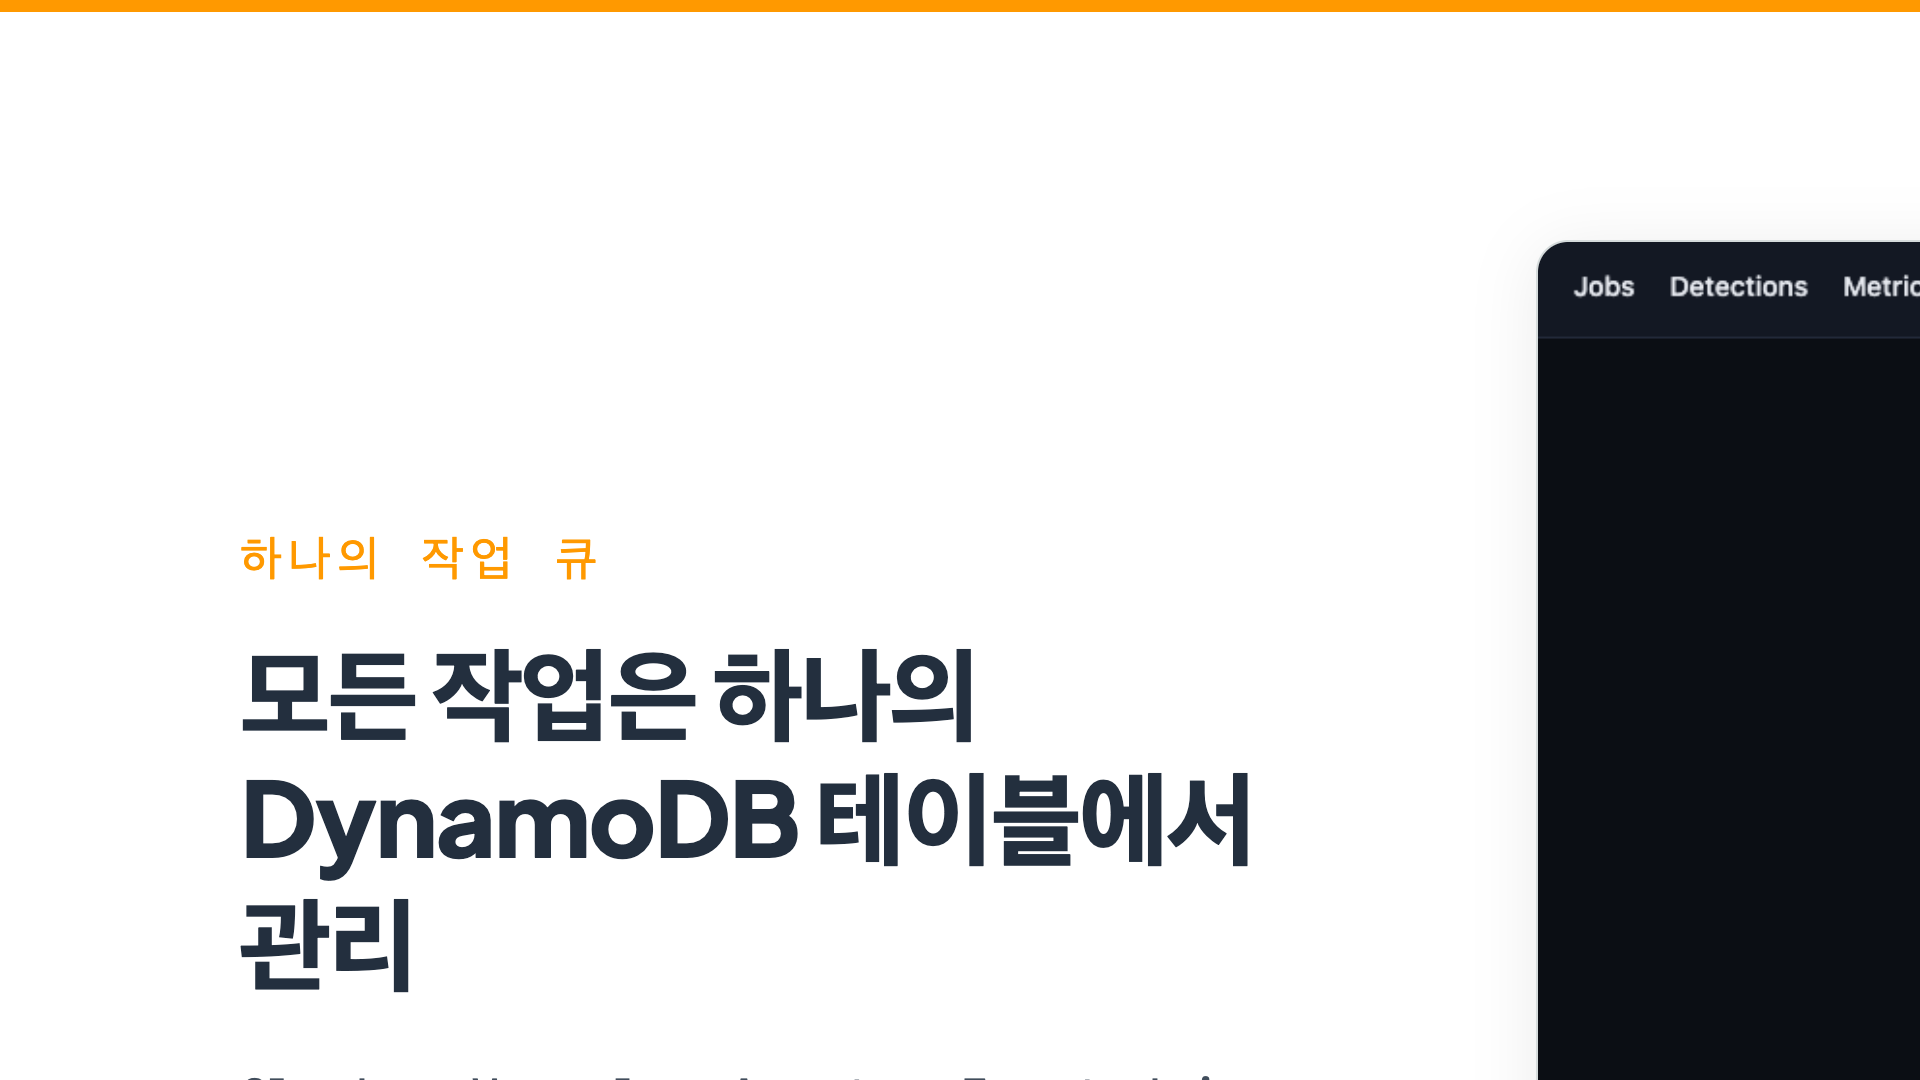 Jobs Detections
하나의 작업 큐
모든 작업은 하나의
DynamoDB 테이블에서
관리